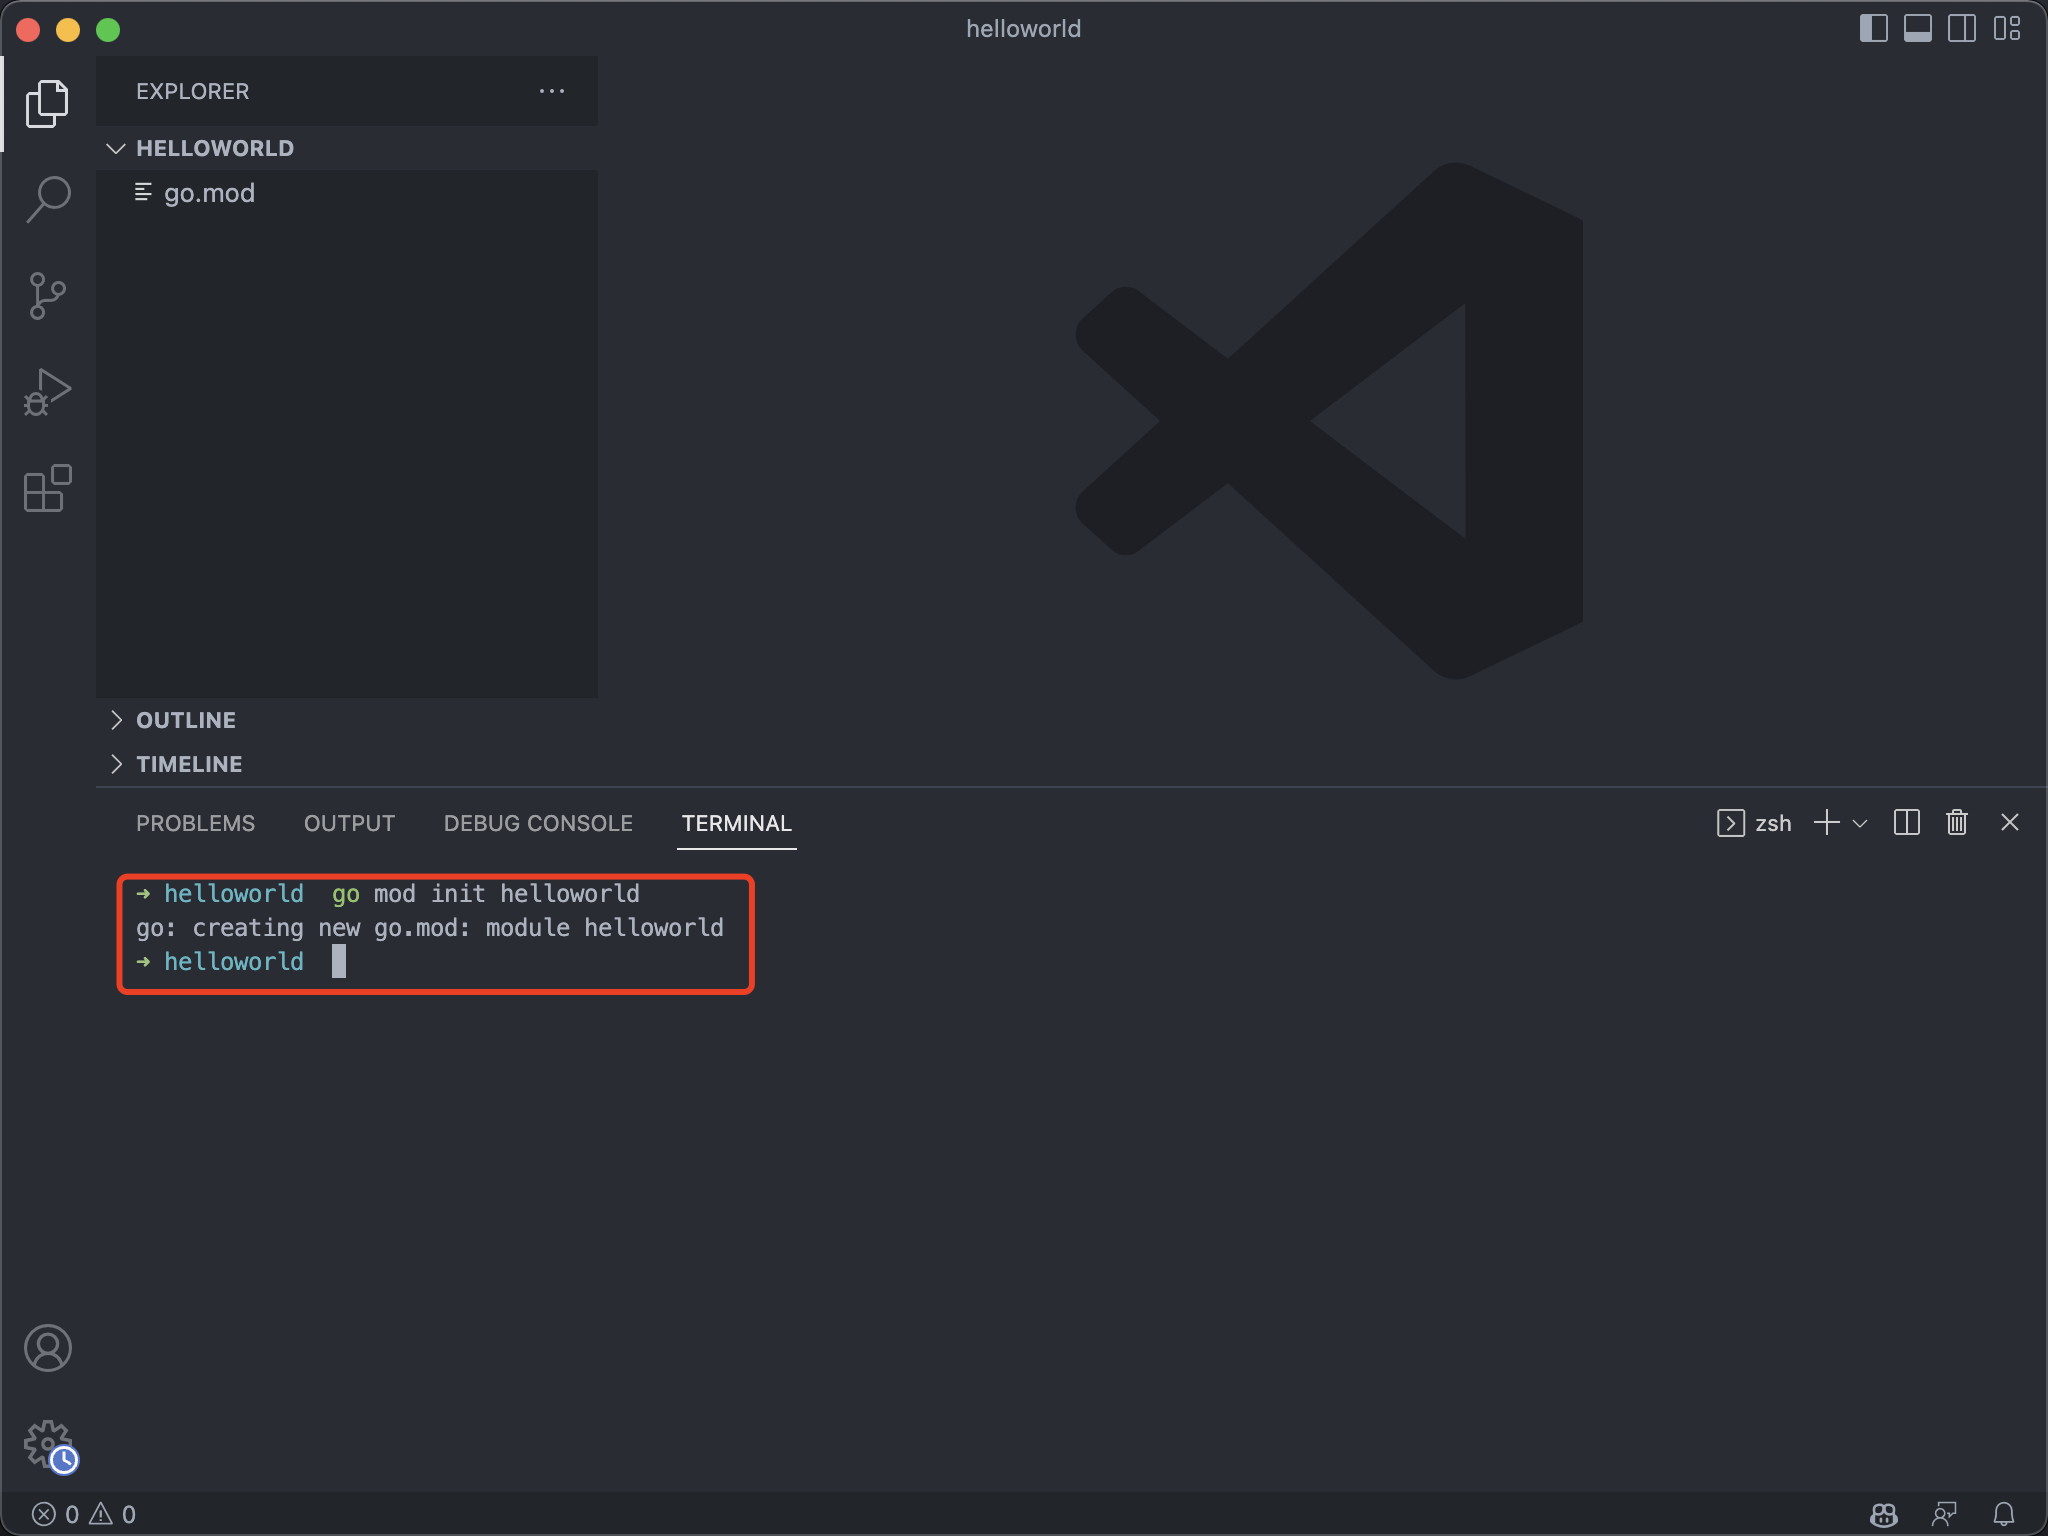 helloworld
EXPLORER
HELLOWORLD
go.mod
OUTLINE
TIMELINE
PROBLEMS OUTPUT DEBUG CONSOLE TERMINAL zsh
➜ helloworld go mod init helloworld
go: creating new go.mod: module helloworld
➜ helloworld
0 0